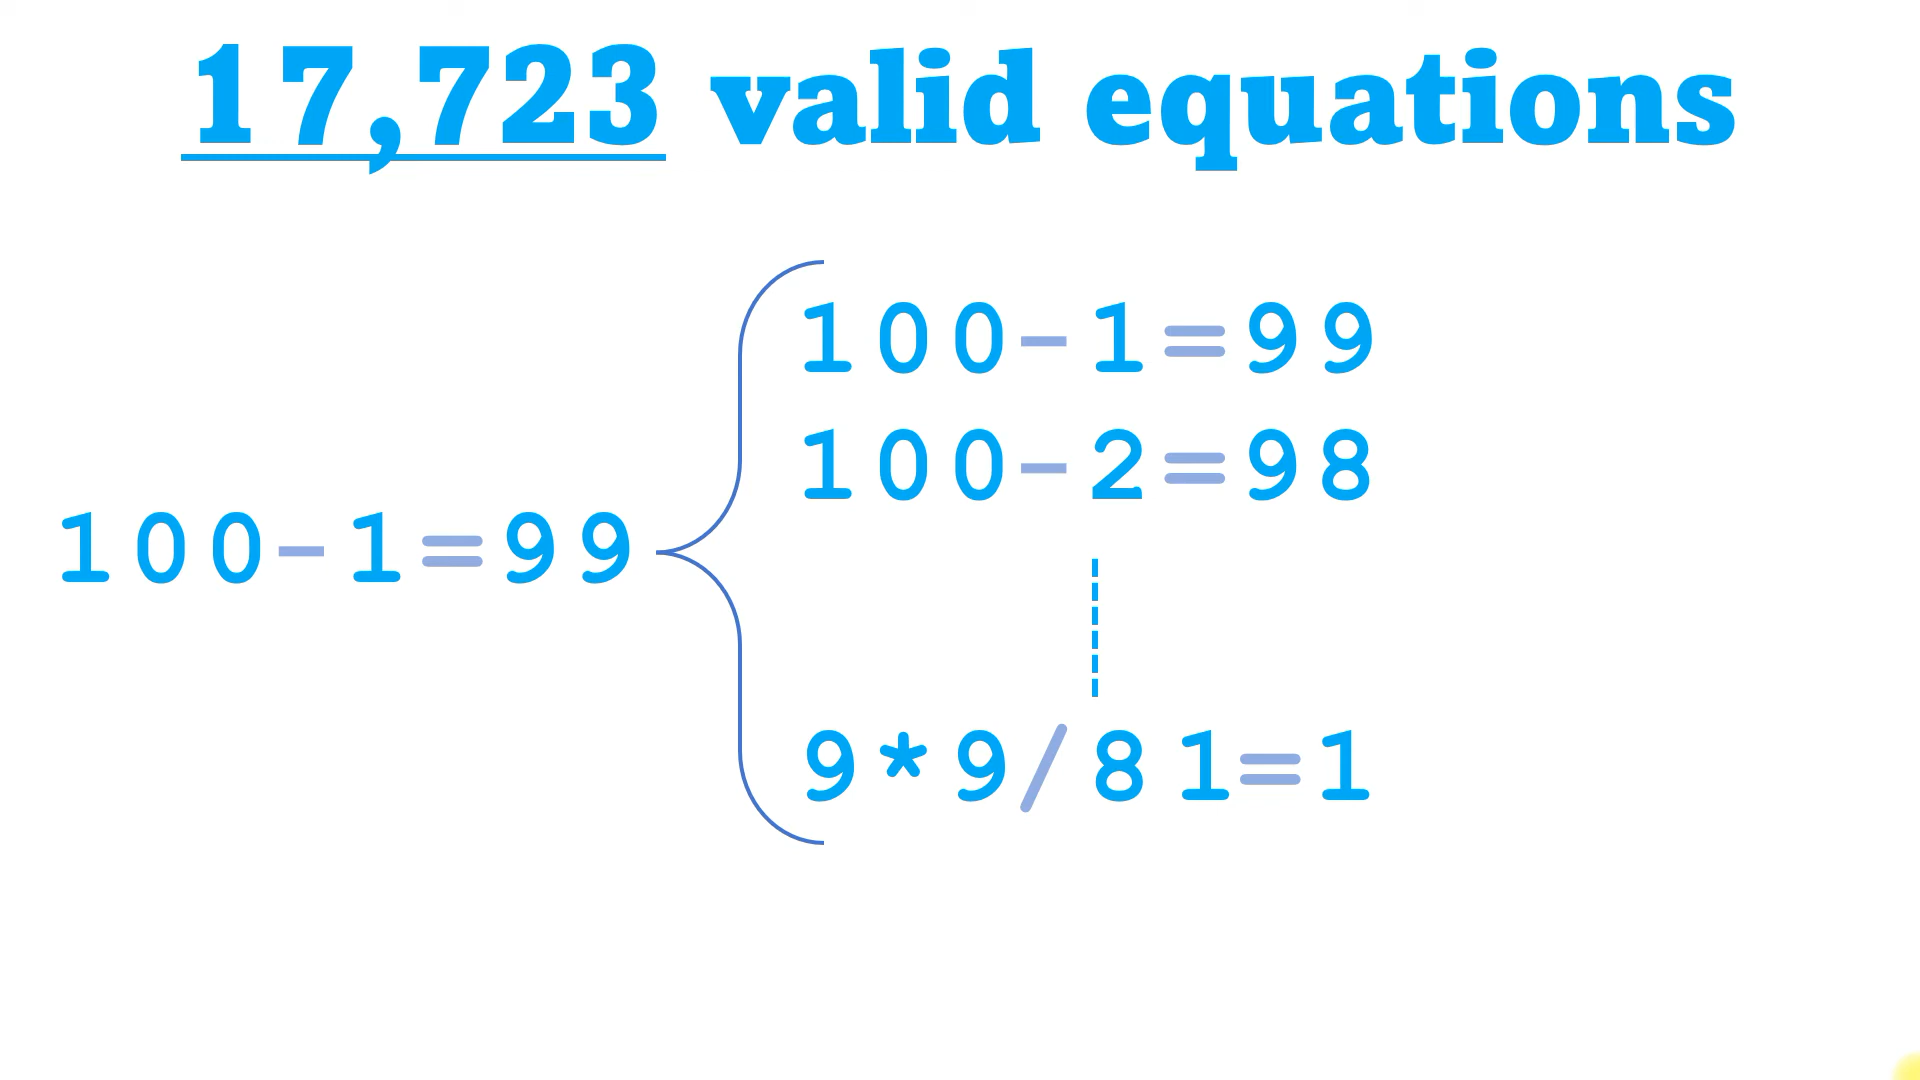 17,723 valid equations
100-1=99
100-2=98
100-1=99
9*9/81=1